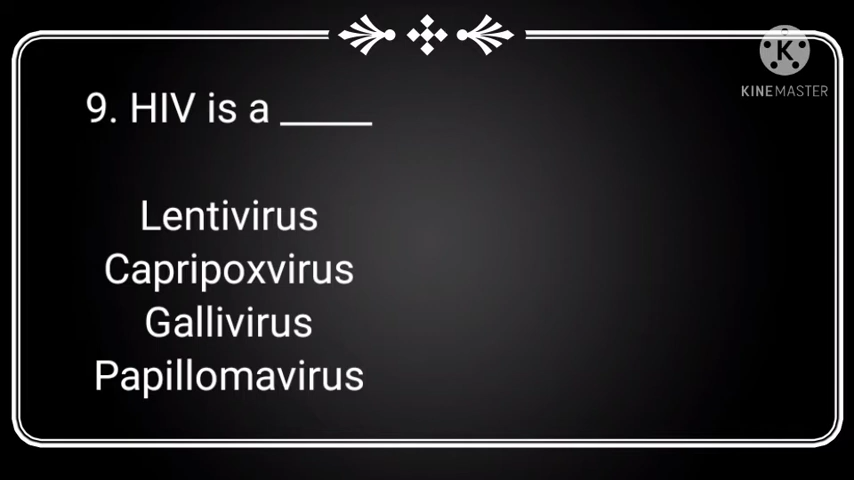 K
KINEMASTER
9. HIV is a _____
Lentivirus
Capripoxvirus
Gallivirus
Papillomavirus